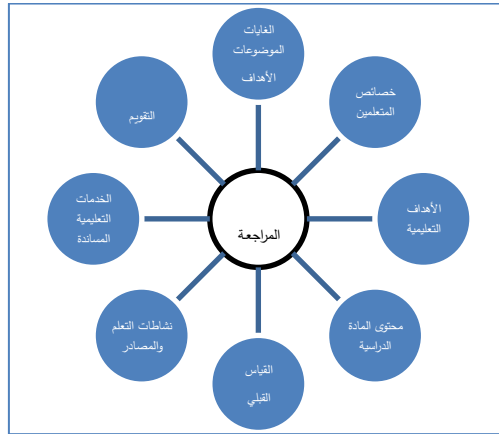 الغايات
الموضوعات
الأهداف
خصائص
المتعلمين
الأهداف
التعليمية
محتوى المادة
الدراسية
القياس
القبلي
نشاطات التعلم
والمصادر
الخدمات
التعليمية
المساندة
التقويم
المراجعة